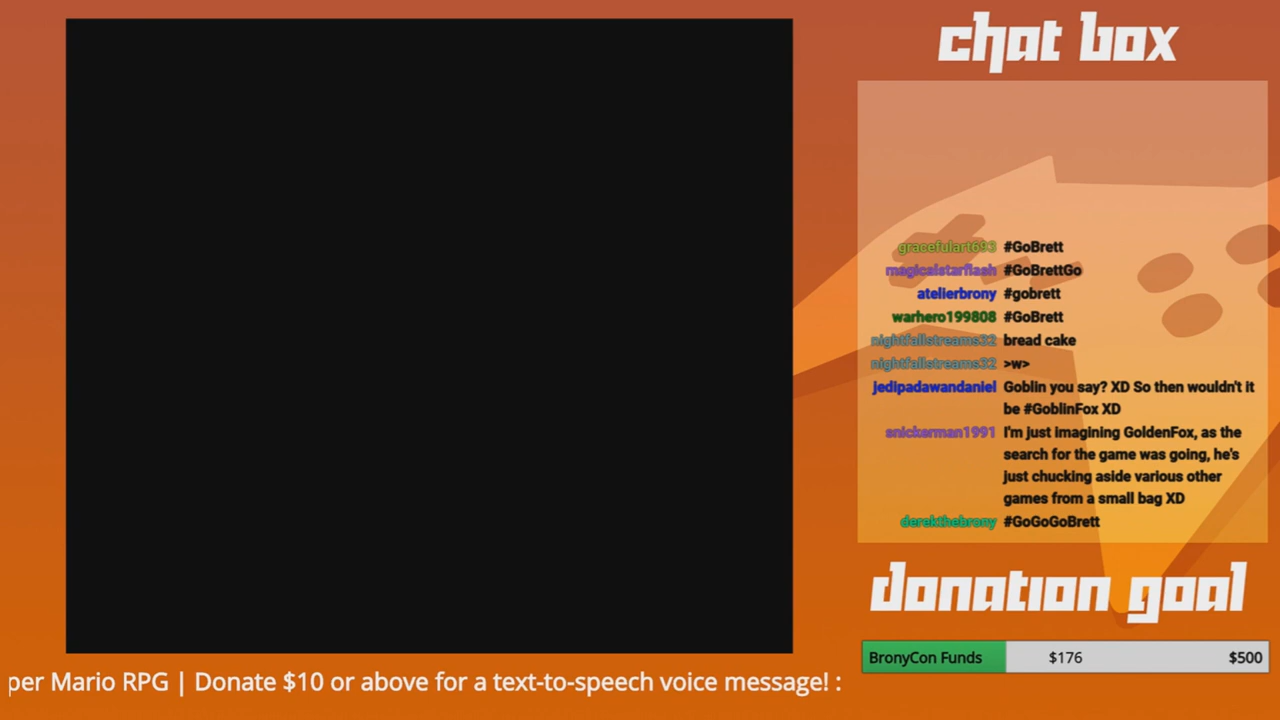 chat box
gracefulart693 #GoBrett
magicalstarflash #GoBrettGo
atelierbrony #gobrett
warhero199808 #GoBrett
nightfallstreams32 bread cake
nightfallstreams32 >w>
jedipadawandaniel Goblin you say? XD So then wouldn't it
be #GoblinFox XD
snickerman1991 I'm just imagining GoldenFox, as the
search for the game was going, he's
just chucking aside various other
games from a small bag XD
derekthebrony #GoGoGoBrett
donation goal
BronyCon Funds $176 $500
per Mario RPG | Donate $10 or above for a text-to-speech voice message! :